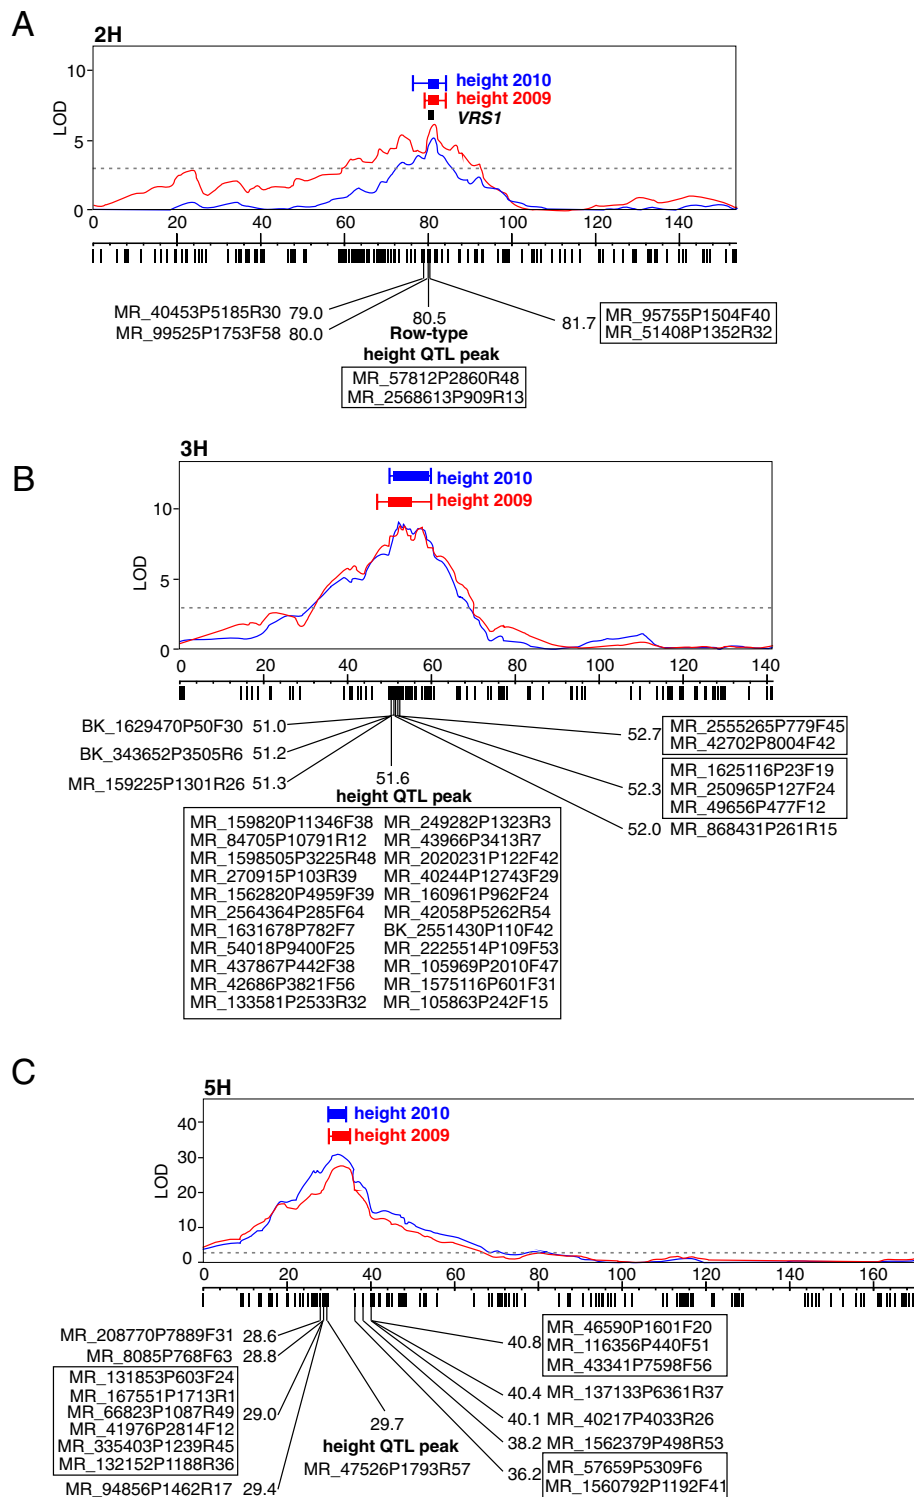 A
2H
10
5
0
LOD
height 2010
height 2009
VRS1
0 20 40 60 80 100 120 140
MR_40453P5185R30 79.0
MR_99525P1753F58 80.0
80.5
Row-type
height QTL peak
MR_57812P2860R48
MR_2568613P909R13
81.7
MR_95755P1504F40
MR_51408P1352R32
B
3H
10
5
0
LOD
height 2010
height 2009
0 20 40 60 80 100 120 140
BK_1629470P50F30 51.0
BK_343652P3505R6 51.2
MR_159225P1301R26 51.3
51.6
height QTL peak
MR_159820P11346F38 MR_249282P1323R3
MR_84705P10791R12 MR_43966P3413R7
MR_1598505P3225R48 MR_2020231P122F42
MR_270915P103R39 MR_40244P12743F29
MR_1562820P4959F39 MR_160961P962F24
MR_2564364P285F64 MR_42058P5262R54
MR_1631678P782F7 BK_2551430P110F42
MR_54018P9400F25 MR_2225514P109F53
MR_437867P442F38 MR_105969P2010F47
MR_42686P3821F56 MR_1575116P601F31
MR_133581P2533R32 MR_105863P242F15
52.7
MR_2555265P779F45
MR_42702P8004F42
52.3
MR_1625116P23F19
MR_250965P127F24
MR_49656P477F12
52.0 MR_868431P261R15
C
5H
40
30
20
10
0
LOD
height 2010
height 2009
0 20 40 60 80 100 120 140 160
MR_208770P7889F31 28.6
MR_8085P768F63 28.8
MR_131853P603F24
MR_167551P1713R1
MR_66823P1087R49
MR_41976P2814F12
MR_335403P1239R45
MR_132152P1188R36
29.0
MR_94856P1462R17 29.4
29.7
height QTL peak
MR_47526P1793R57
40.8
MR_46590P1601F20
MR_116356P440F51
MR_43341P7598F56
40.4 MR_137133P6361R37
40.1 MR_40217P4033R26
38.2 MR_1562379P498R53
36.2
MR_57659P5309F6
MR_1560792P1192F41